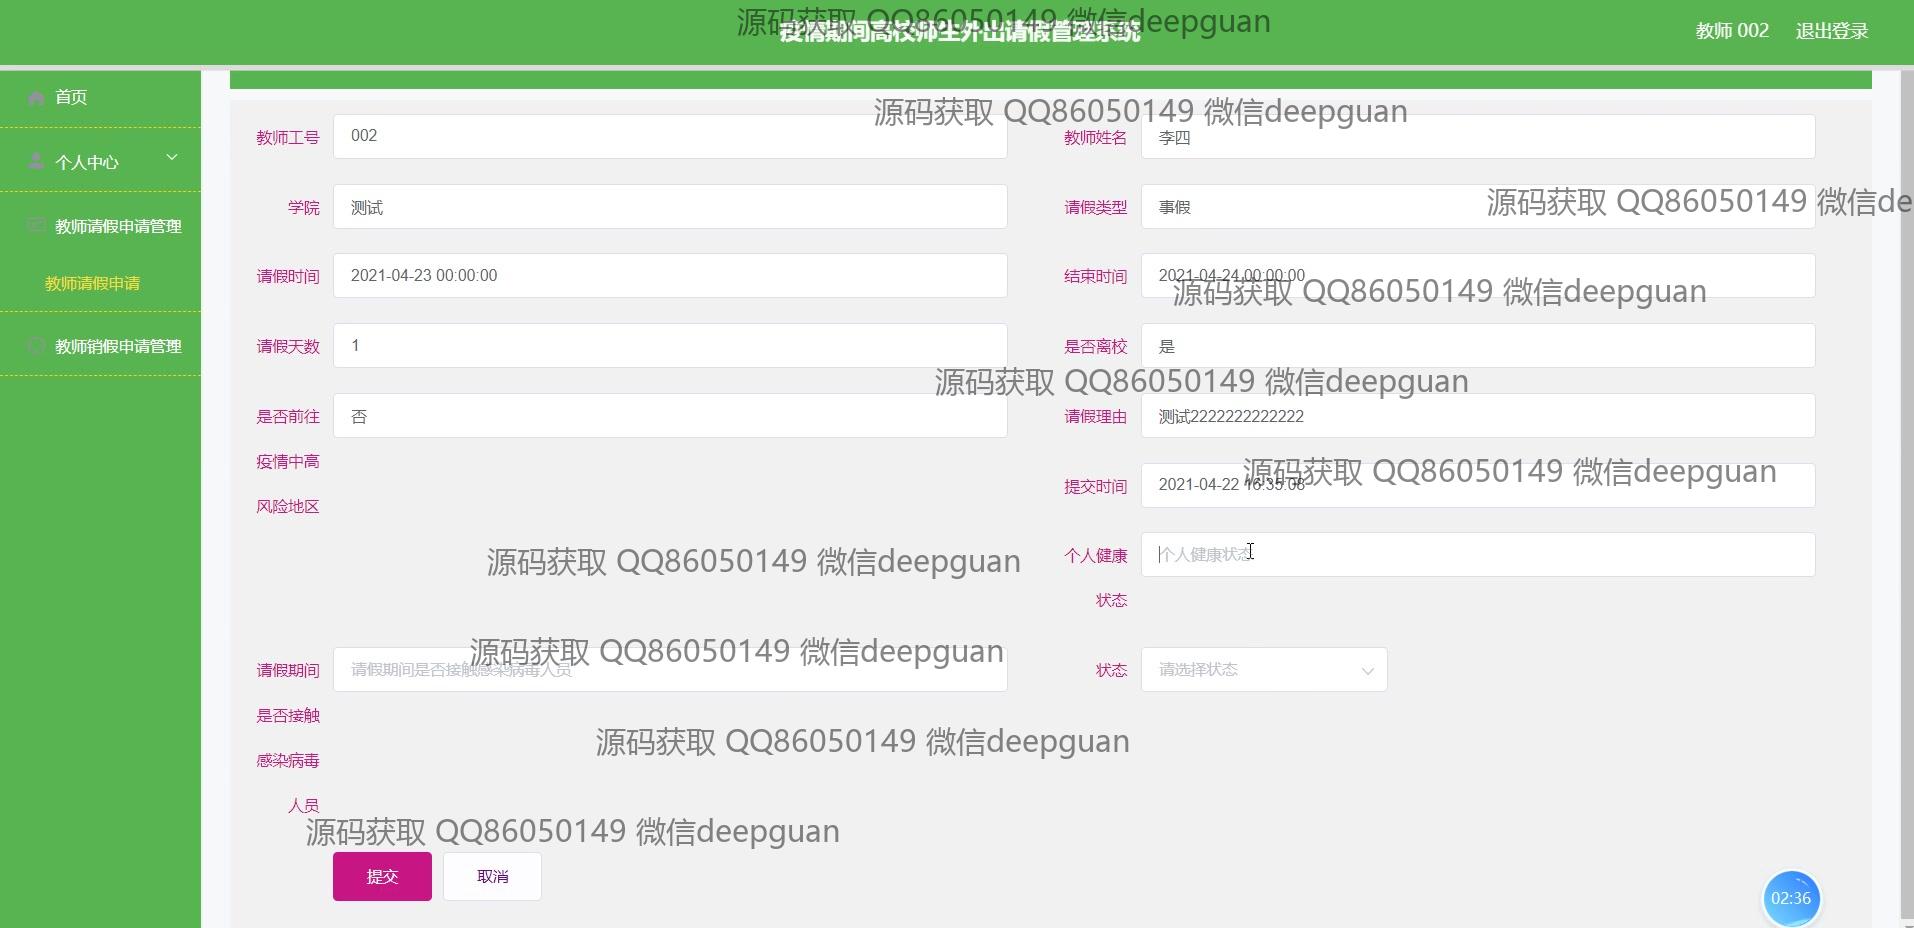 源码获取 QQ86050149 微信deepguan
疫情期间高校师生外出请假管理系统
教师 002 退出登录
首页
个人中心
教师请假申请管理
教师请假申请
教师销假申请管理
源码获取 QQ86050149 微信deepguan
教师工号 002
教师姓名 李四
学院 测试
请假类型 事假
源码获取 QQ86050149 微信de
请假时间 2021-04-23 00:00:00
结束时间 2021-04-24 00:00:00
源码获取 QQ86050149 微信deepguan
请假天数 1
是否离校 是
源码获取 QQ86050149 微信deepguan
是否前往 否
疫情中高
风险地区
请假理由 测试2222222222222
源码获取 QQ86050149 微信deepguan
提交时间 2021-04-22 16:35:08
个人健康 个人健康状态
状态
源码获取 QQ86050149 微信deepguan
源码获取 QQ86050149 微信deepguan
请假期间 请假期间是否接触感染病毒人员
是否接触
感染病毒
人员
状态 请选择状态
源码获取 QQ86050149 微信deepguan
源码获取 QQ86050149 微信deepguan
提交 取消
02:36